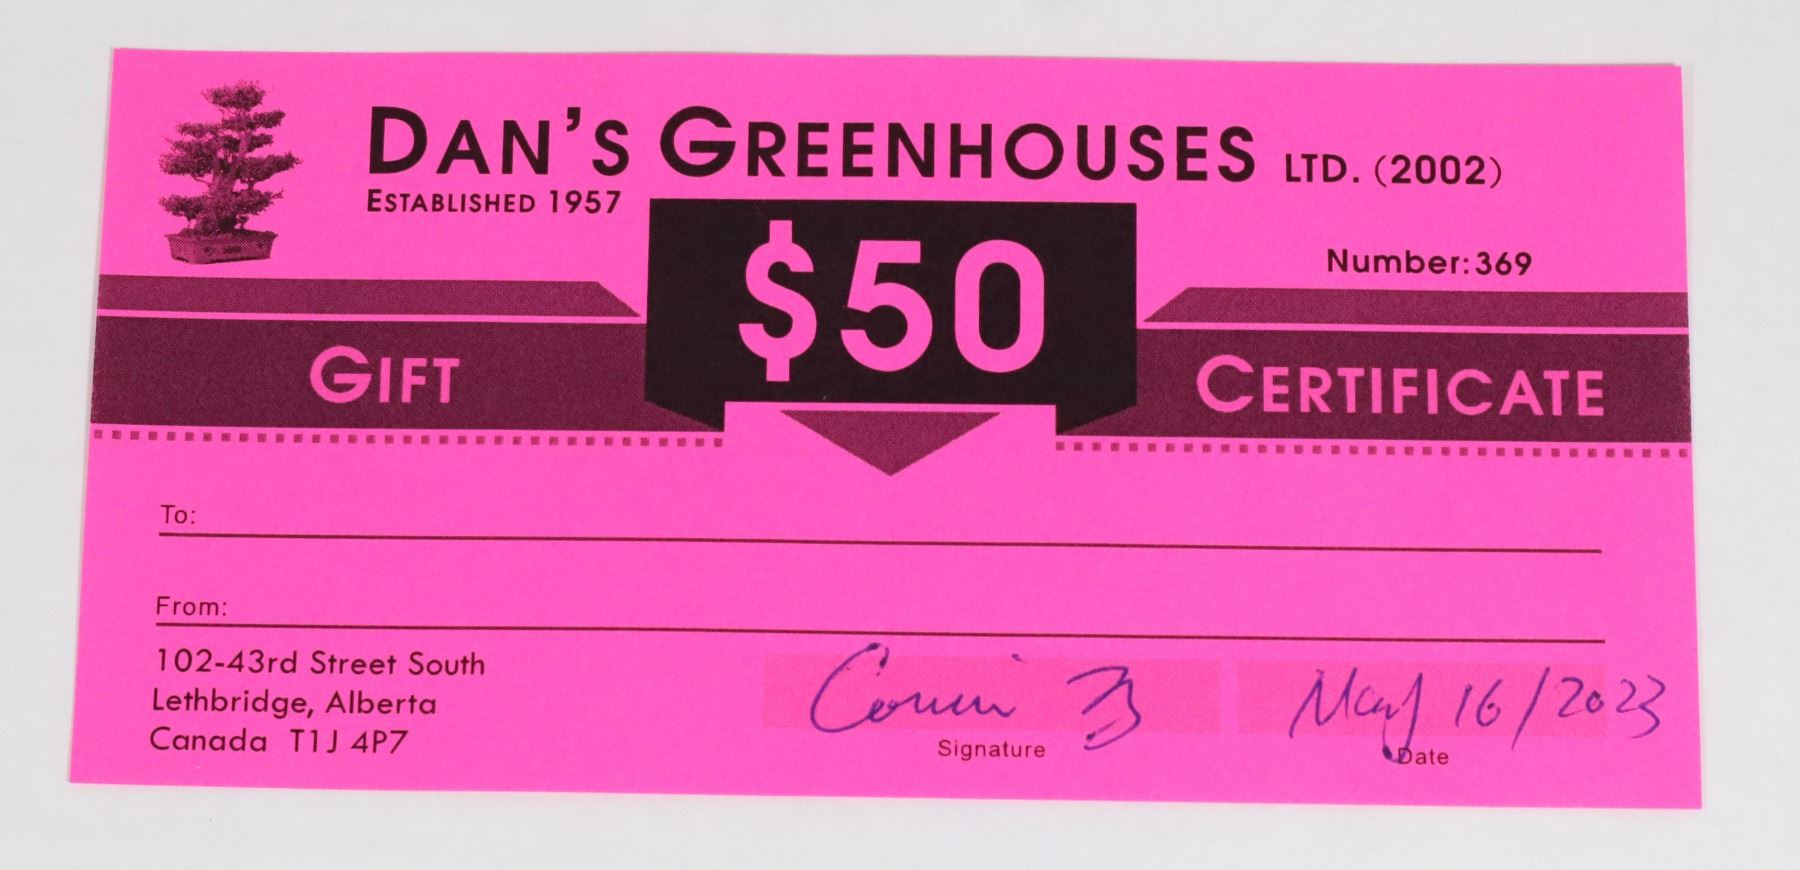 DAN'S GREENHOUSES LTD. (2002)
ESTABLISHED 1957
$50
Number:369
GIFT
CERTIFICATE
To:
From:
102-43rd Street South
Lethbridge, Alberta
Canada T1J 4P7
Signature
May 16/2023
Date